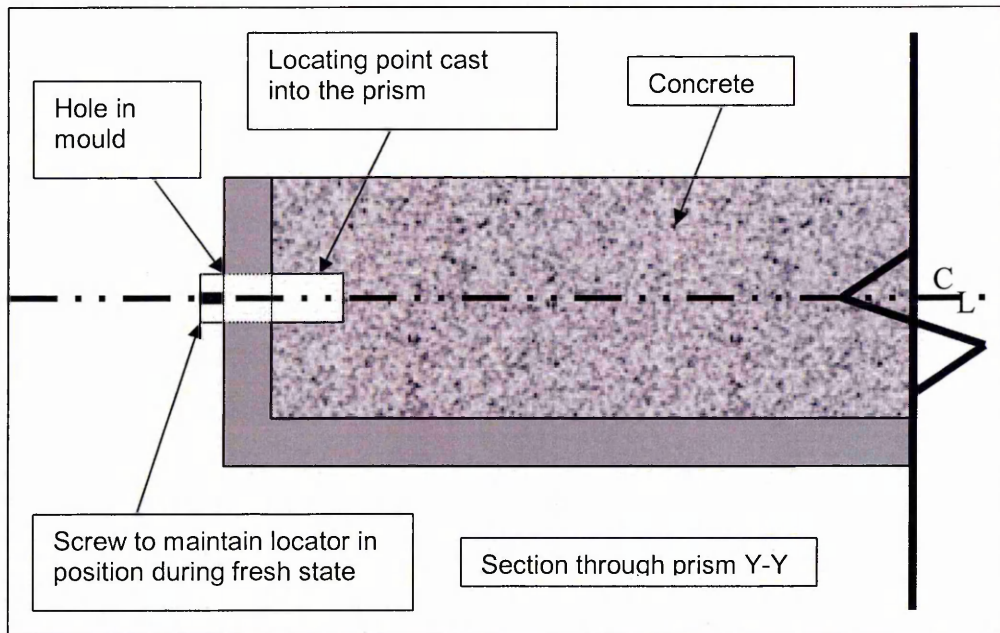 Locating point cast
into the prism
Concrete
Hole in
mould
C
L
Screw to maintain locator in
position during fresh state
Section through prism Y-Y